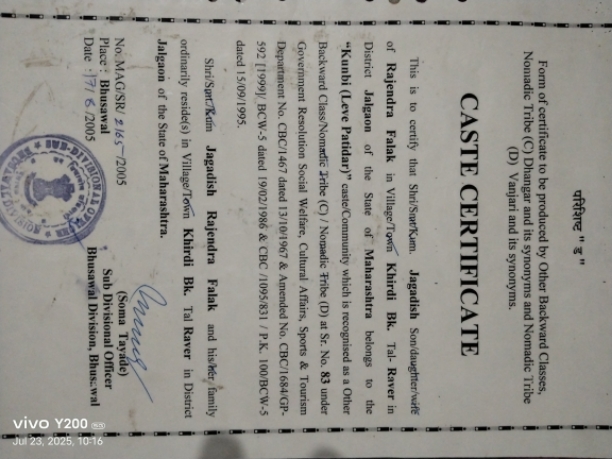 परिशिष्ट "ड"
Form of certificate to be produced by Other Backward Classes,
Nomadic Tribe (C) Dhangar and its synonyms and Nomadic Tribe
(D) Vanjari and its synonyms.
CASTE CERTIFICATE
This is to certify that Shri/Smt/Kum. Jagadish Son/daughter/wife
of Rajendra Falak in Village/Town Khirdi Bk. Tal- Raver in
District Jalgaon of the State of Maharashtra belongs to the
"Kunbi (Leve Patidar)" caste/Community which is recognised as a Other
Backward Class/Nomadic Tribe (C) / Nomadic Tribe (D) at Sr. No. 83 under
Government Resolution Social Welfare, Cultural Affairs, Sports & Tourism
Department No. CBC/1467 dated 13/10/1967 & Amended No. CBC/1684/GP-
592 [1999]/ BCW-5 dated 19/02/1986 & CBC /1095/831 / P.K. 100/BCW-5
dated 15/09/1995.
Shri/Smt./Kum Jagadish Rajendra Falak and his/her family
ordinarily reside(s) in Village/Town Khirdi Bk. Tal Raver in District
Jalgaon of the State of Maharashtra.
No. MAG/SR/2165/2005
Place : Bhusawal
Date : 17/6/2005
(Soma Tayade)
Sub Divisional Officer
Bhusawal Division, Bhusawal
SUB-DIVISIONAL OFFICER
vivo Y200
Jul 23, 2025, 10:16